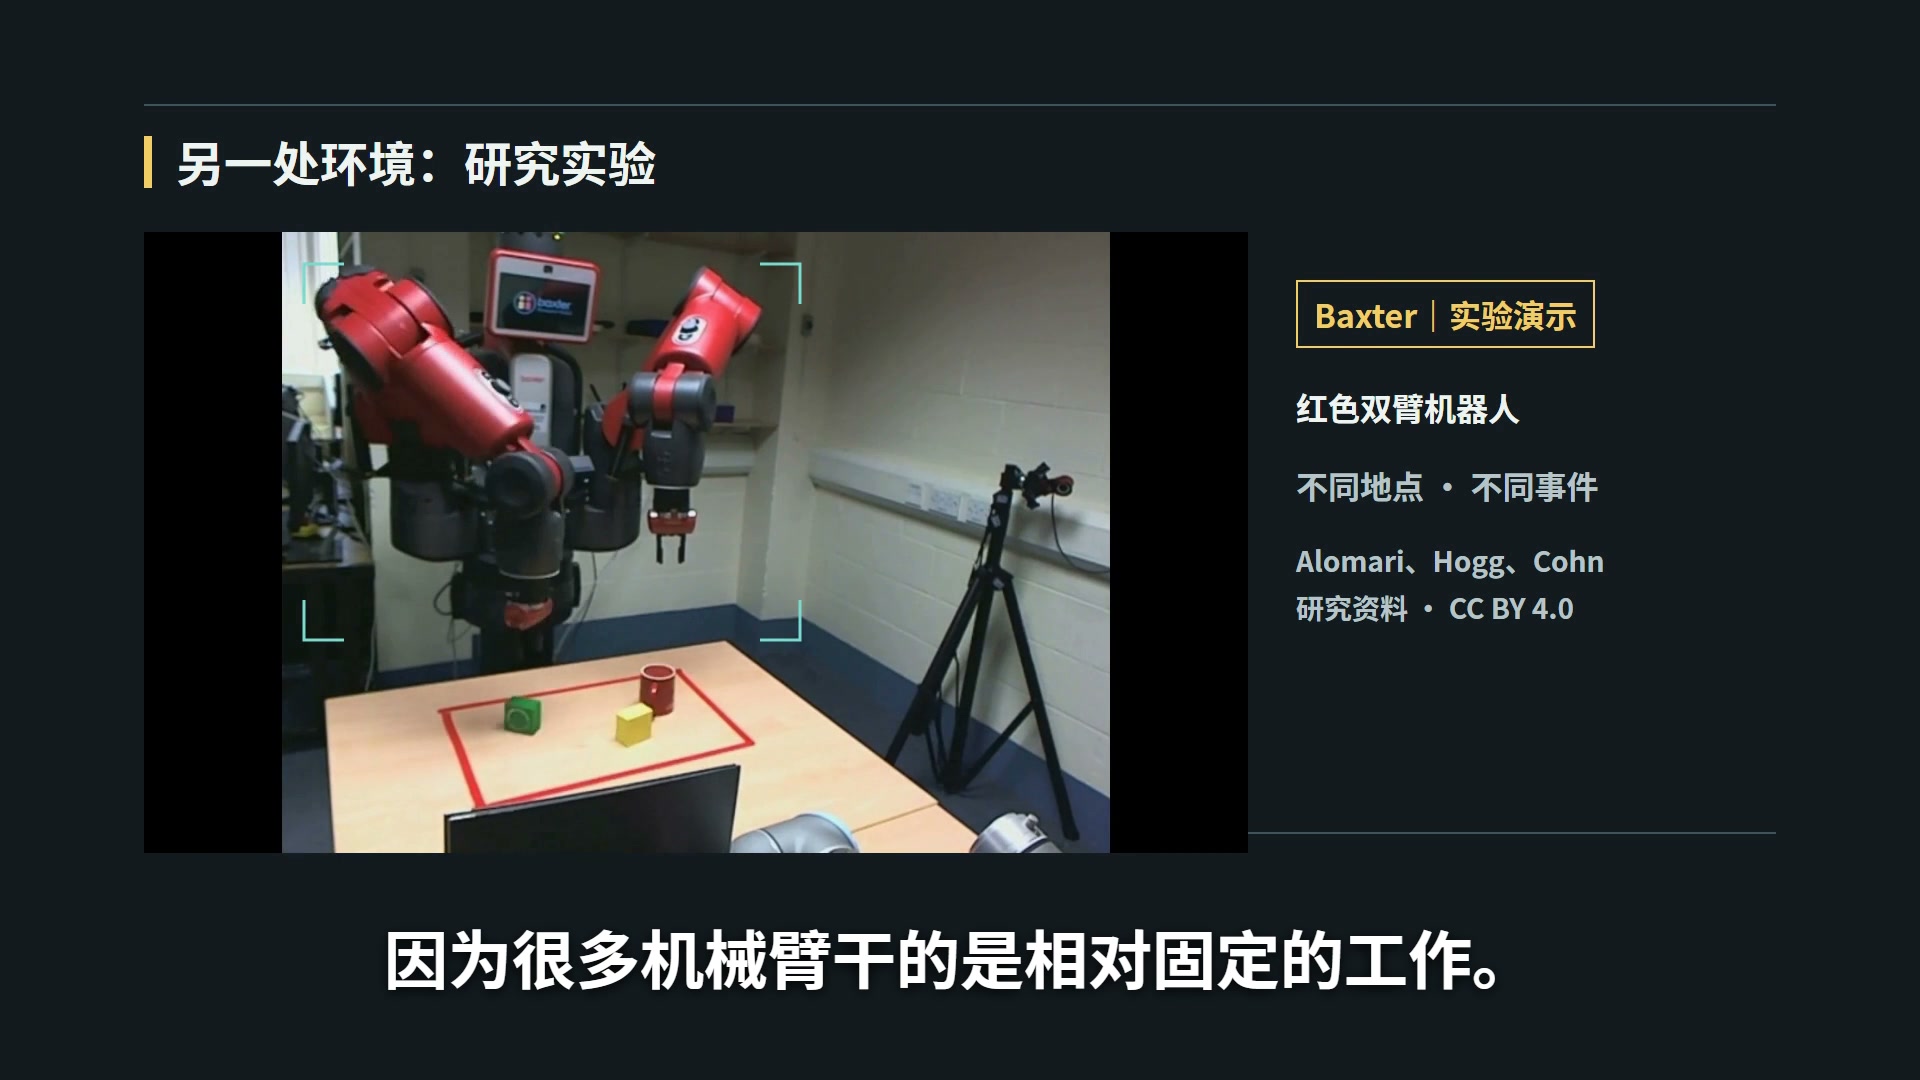 另一处环境：研究实验
baxter
Baxter｜实验演示
红色双臂机器人
不同地点 · 不同事件
Alomari、Hogg、Cohn
研究资料 · CC BY 4.0
因为很多机械臂干的是相对固定的工作。